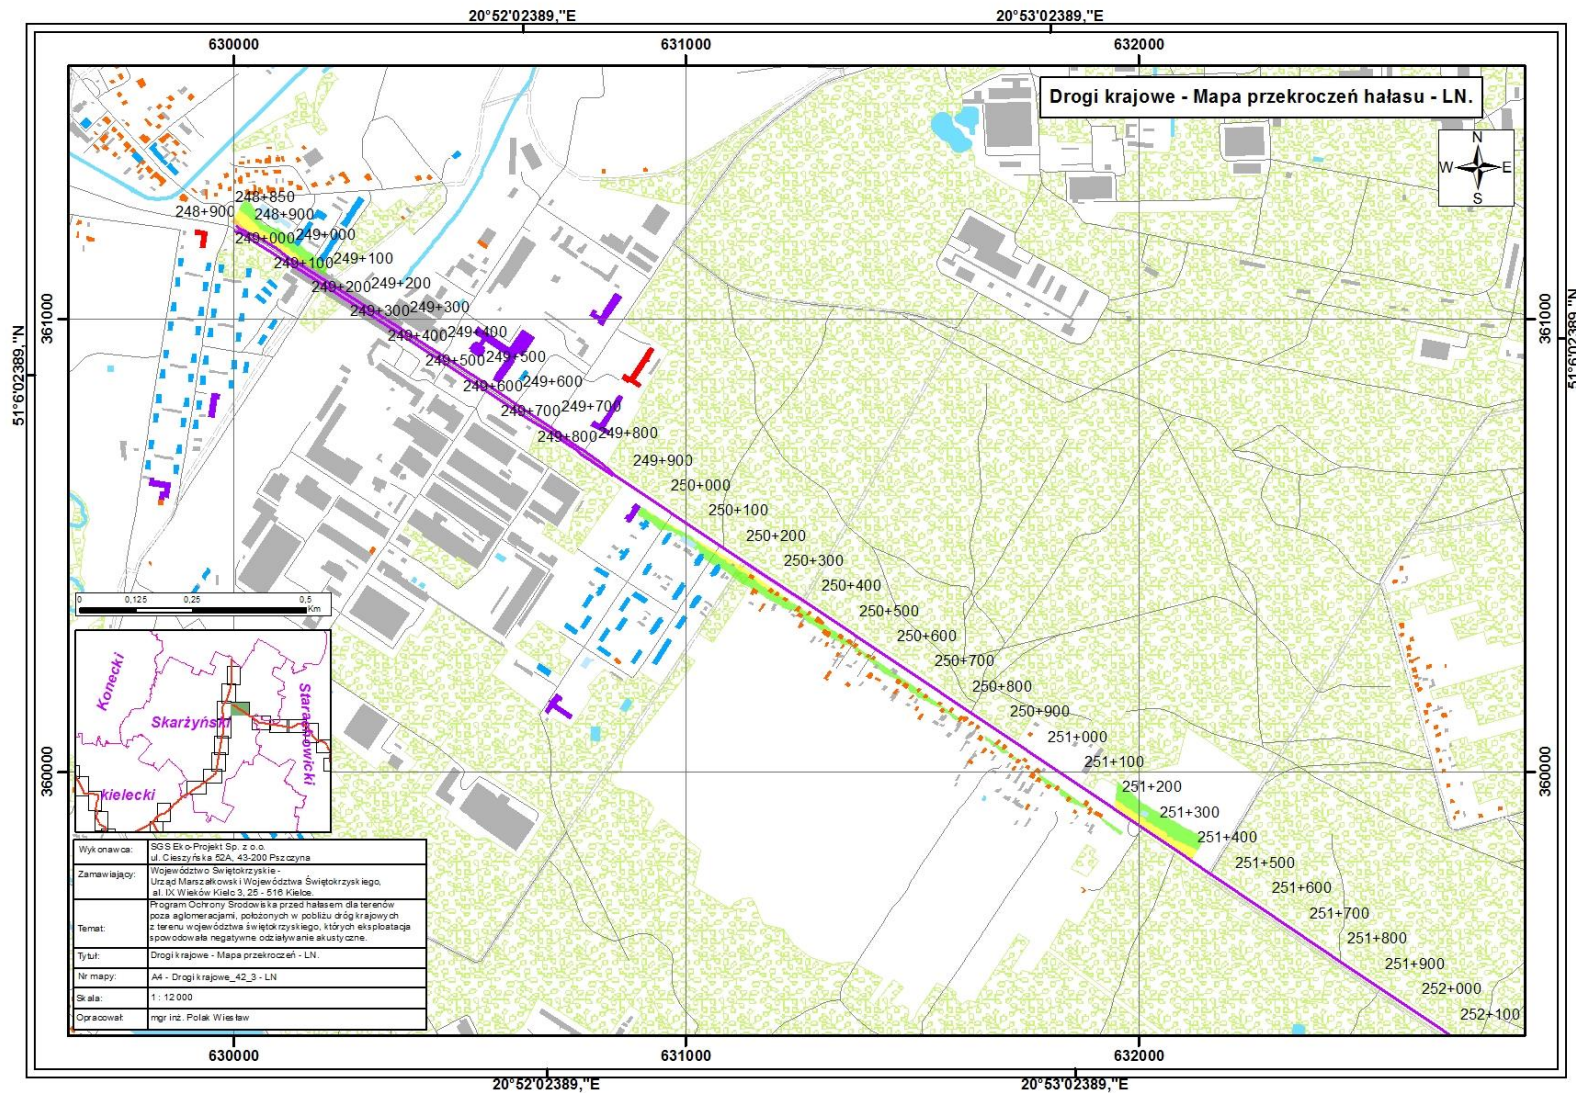 20°52'02389,"E
20°53'02389,"E
630000
631000
632000
Drogi krajowe - Mapa przekroczeń hałasu - LN.
N
W
E
S
248+850
248+900
248+900
249+000
249+000
249+100
249+100
249+200
249+200
249+300
249+300
249+400
249+400
249+500
249+500
249+600
249+600
249+700
249+700
249+800
249+800
249+900
250+000
250+100
250+200
250+300
250+400
250+500
250+600
250+700
250+800
250+900
251+000
251+100
251+200
251+300
251+400
251+500
251+600
251+700
251+800
251+900
252+000
252+100
361000
361000
51°6'02389,"N
51°6'02389,"N
360000
360000
0
0,125
0,25
0,5
Km
Konecki
Skarżyński
Starachowicki
kielecki
Wykonawca:
SGS Eko-Projekt Sp. z o.o.
ul. Cieszyńska 52A, 43-200 Pszczyna
Zamawiający:
Województwo Świętokrzyskie -
Urząd Marszałkowski Województwa Świętokrzyskiego,
al. IX Wieków Kielc 3, 25 - 516 Kielce.
Temat:
Program Ochrony Środowiska przed hałasem dla terenów
poza aglomeracjami, położonych w pobliżu dróg krajowych
z terenu województwa świętokrzyskiego, których eksploatacja
spowodowała negatywne odziaływanie akustyczne.
Tytuł:
Drogi krajowe - Mapa przekroczeń - LN.
Nr mapy:
A4 - Drogi krajowe_42_3 - LN
Skala:
1 : 12 000
Opracował:
mgr inż. Polak Wiesław
630000
631000
632000
20°52'02389,"E
20°53'02389,"E